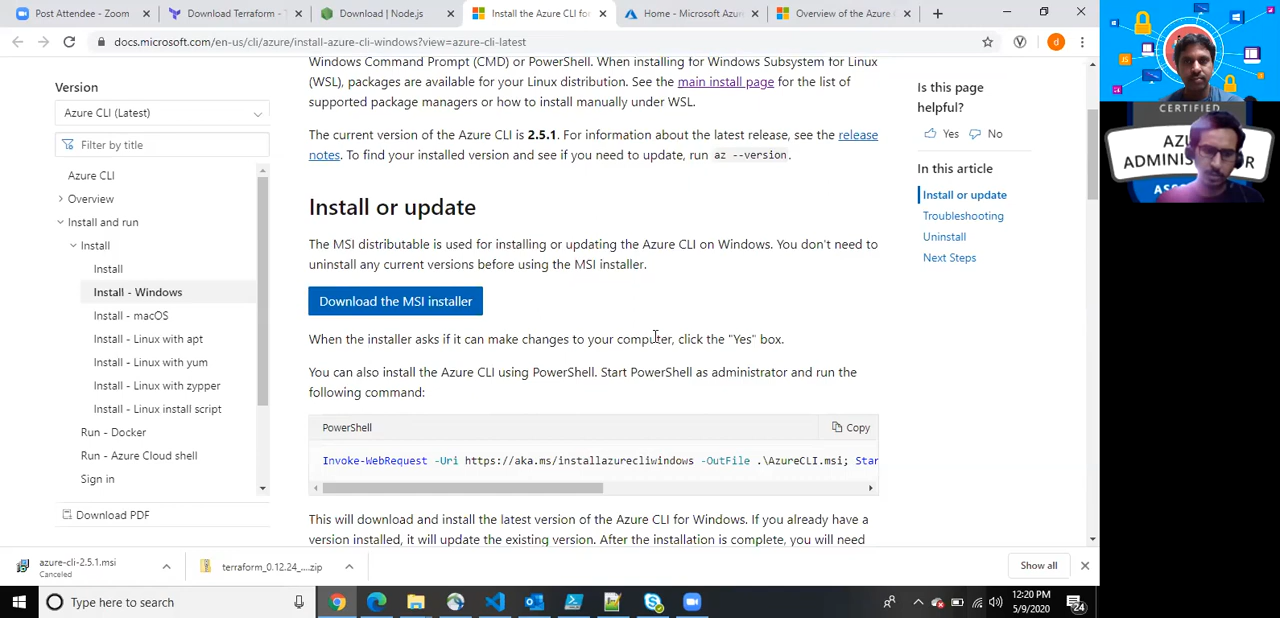 Post Attendee - Zoom
Download Terraform - T
Download | Node.js
Install the Azure CLI fo
Home - Microsoft Azure
Overview of the Azure
docs.microsoft.com/en-us/cli/azure/install-azure-cli-windows?view=azure-cli-latest
d
Version
Azure CLI (Latest)
Filter by title
Azure CLI
Overview
Install and run
Install
Install
Install - Windows
Install - macOS
Install - Linux with apt
Install - Linux with yum
Install - Linux with zypper
Install - Linux install script
Run - Docker
Run - Azure Cloud shell
Sign in
Download PDF
Windows Command Prompt (CMD) or PowerShell. When installing for Windows Subsystem for Linux
(WSL), packages are available for your Linux distribution. See the main install page for the list of
supported package managers or how to install manually under WSL.
The current version of the Azure CLI is 2.5.1. For information about the latest release, see the release
notes. To find your installed version and see if you need to update, run az --version.
Install or update
The MSI distributable is used for installing or updating the Azure CLI on Windows. You don't need to
uninstall any current versions before using the MSI installer.
Download the MSI installer
When the installer asks if it can make changes to your computer, click the "Yes" box.
You can also install the Azure CLI using PowerShell. Start PowerShell as administrator and run the
following command:
PowerShell
Copy
Invoke-WebRequest -Uri https://aka.ms/installazurecliwindows -OutFile .\AzureCLI.msi; Star
This will download and install the latest version of the Azure CLI for Windows. If you already have a
version installed, it will update the existing version. After the installation is complete, you will need
Is this page
helpful?
Yes No
In this article
Install or update
Troubleshooting
Uninstall
Next Steps
CERTIFIED
AZ
ADMINI
R
ASS
azure-cli-2.5.1.msi
Canceled
terraform_0.12.24_....zip
Show all
Type here to search
12:20 PM
5/9/2020
24